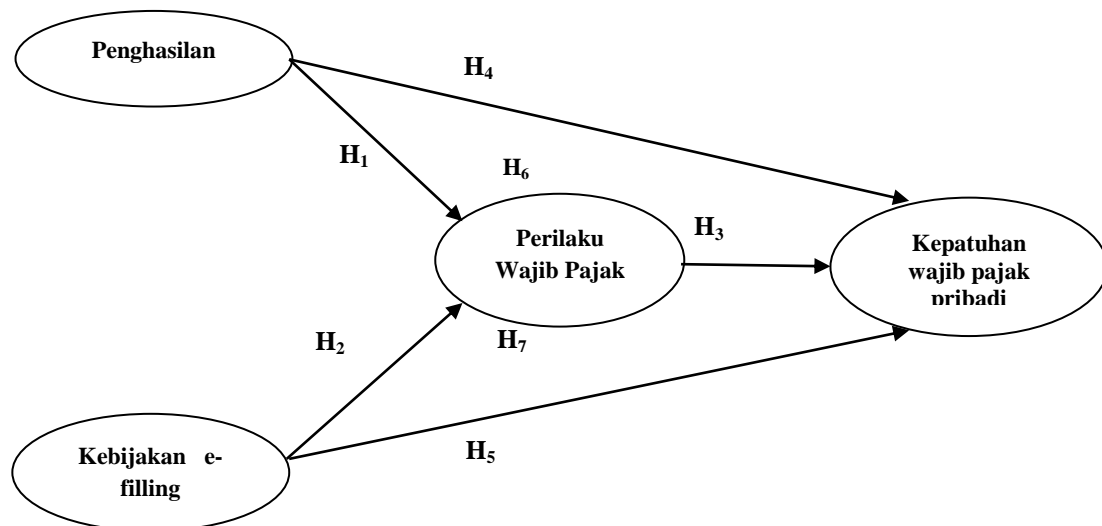 Penghasilan
H4
H1
H6
Perilaku
Wajib Pajak
H3
Kepatuhan
wajib pajak
pribadi
H2
H7
Kebijakan e-
filling
H5